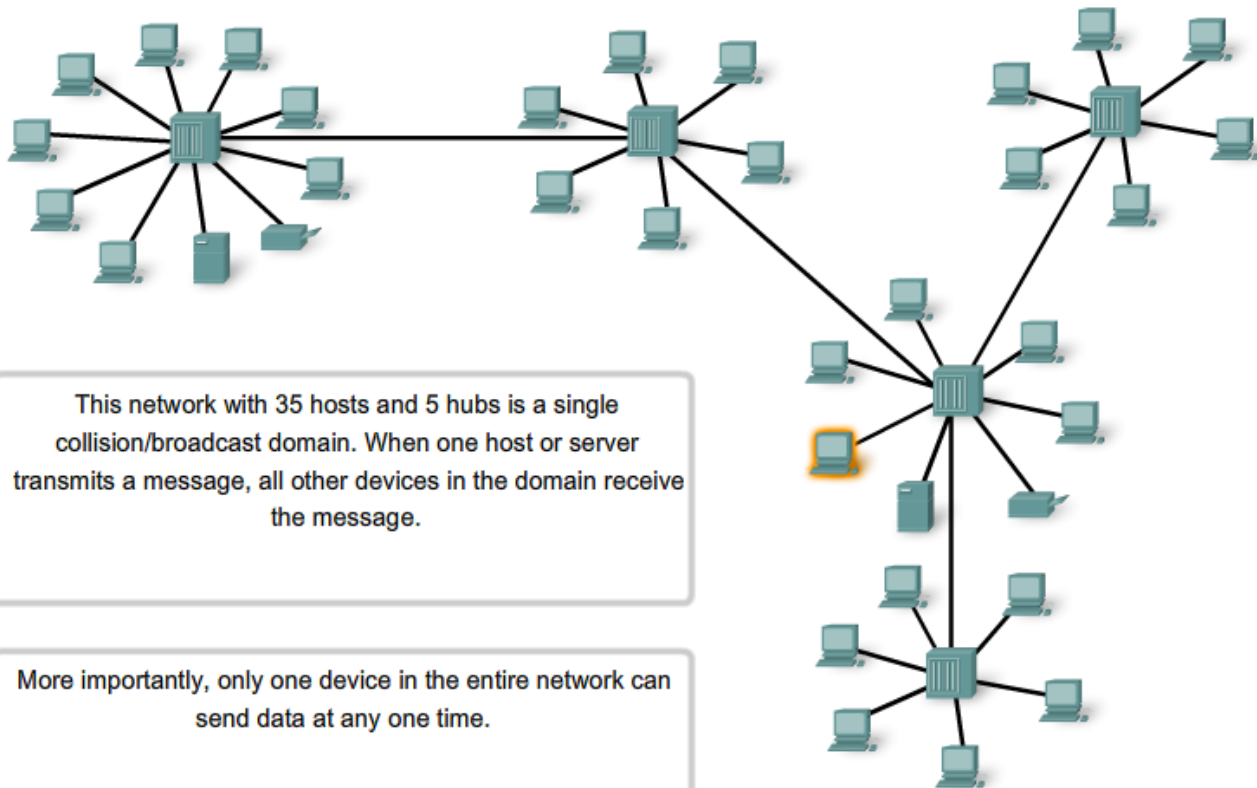 This network with 35 hosts and 5 hubs is a single
collision/broadcast domain. When one host or server
transmits a message, all other devices in the domain receive
the message.
More importantly, only one device in the entire network can
send data at any one time.